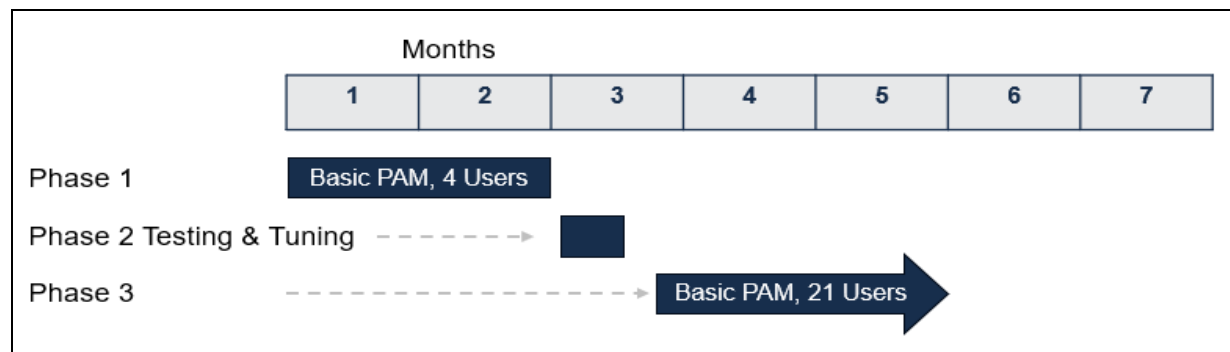 Months
1 2 3 4 5 6 7
Phase 1 Basic PAM, 4 Users
Phase 2 Testing & Tuning
Phase 3 Basic PAM, 21 Users